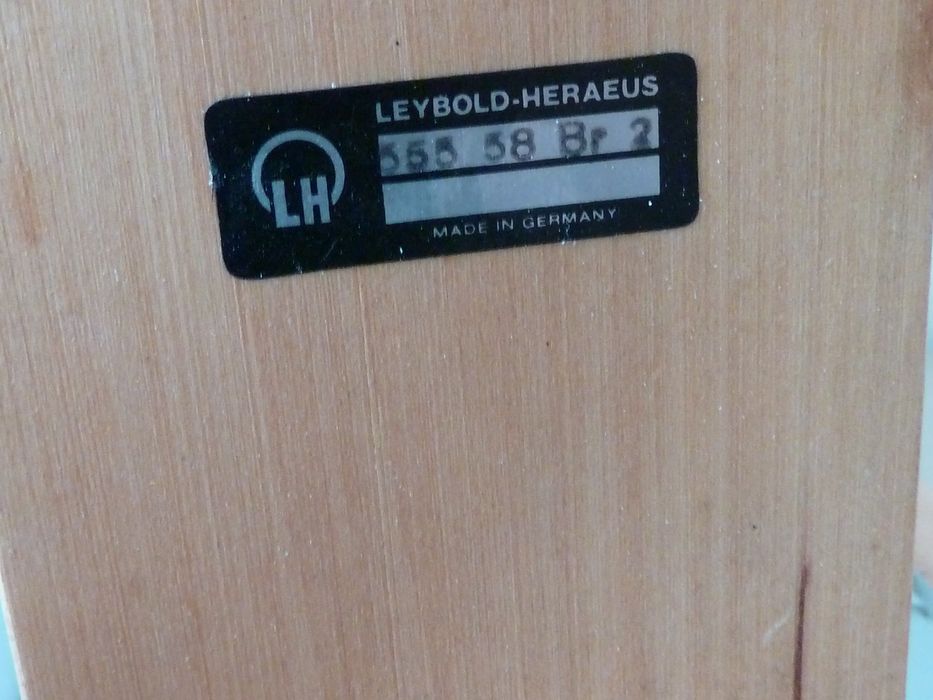 LEYBOLD-HERAEUS
555 58 Br 2
LH
MADE IN GERMANY